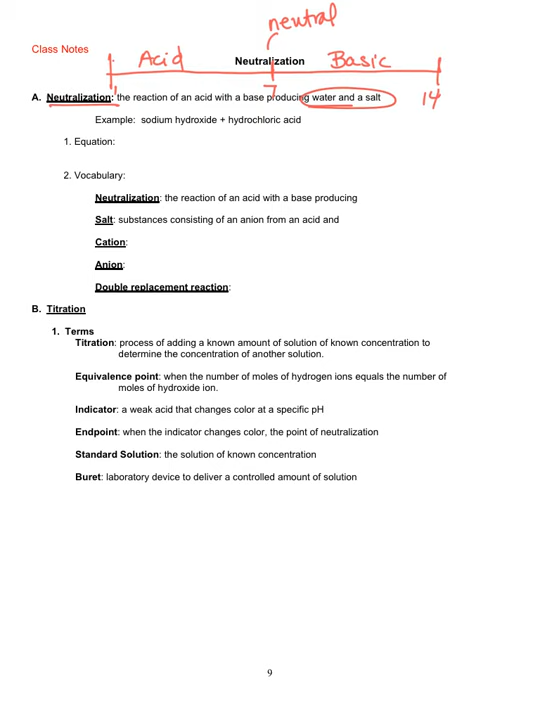 neutral
Class Notes
Acid
Neutralization
Basic
1
7
14
A. Neutralization: the reaction of an acid with a base producing water and a salt
Example: sodium hydroxide + hydrochloric acid
1. Equation:
2. Vocabulary:
Neutralization: the reaction of an acid with a base producing
Salt: substances consisting of an anion from an acid and
Cation:
Anion:
Double replacement reaction:
B. Titration
1. Terms
Titration: process of adding a known amount of solution of known concentration to
determine the concentration of another solution.
Equivalence point: when the number of moles of hydrogen ions equals the number of
moles of hydroxide ion.
Indicator: a weak acid that changes color at a specific pH
Endpoint: when the indicator changes color, the point of neutralization
Standard Solution: the solution of known concentration
Buret: laboratory device to deliver a controlled amount of solution
9